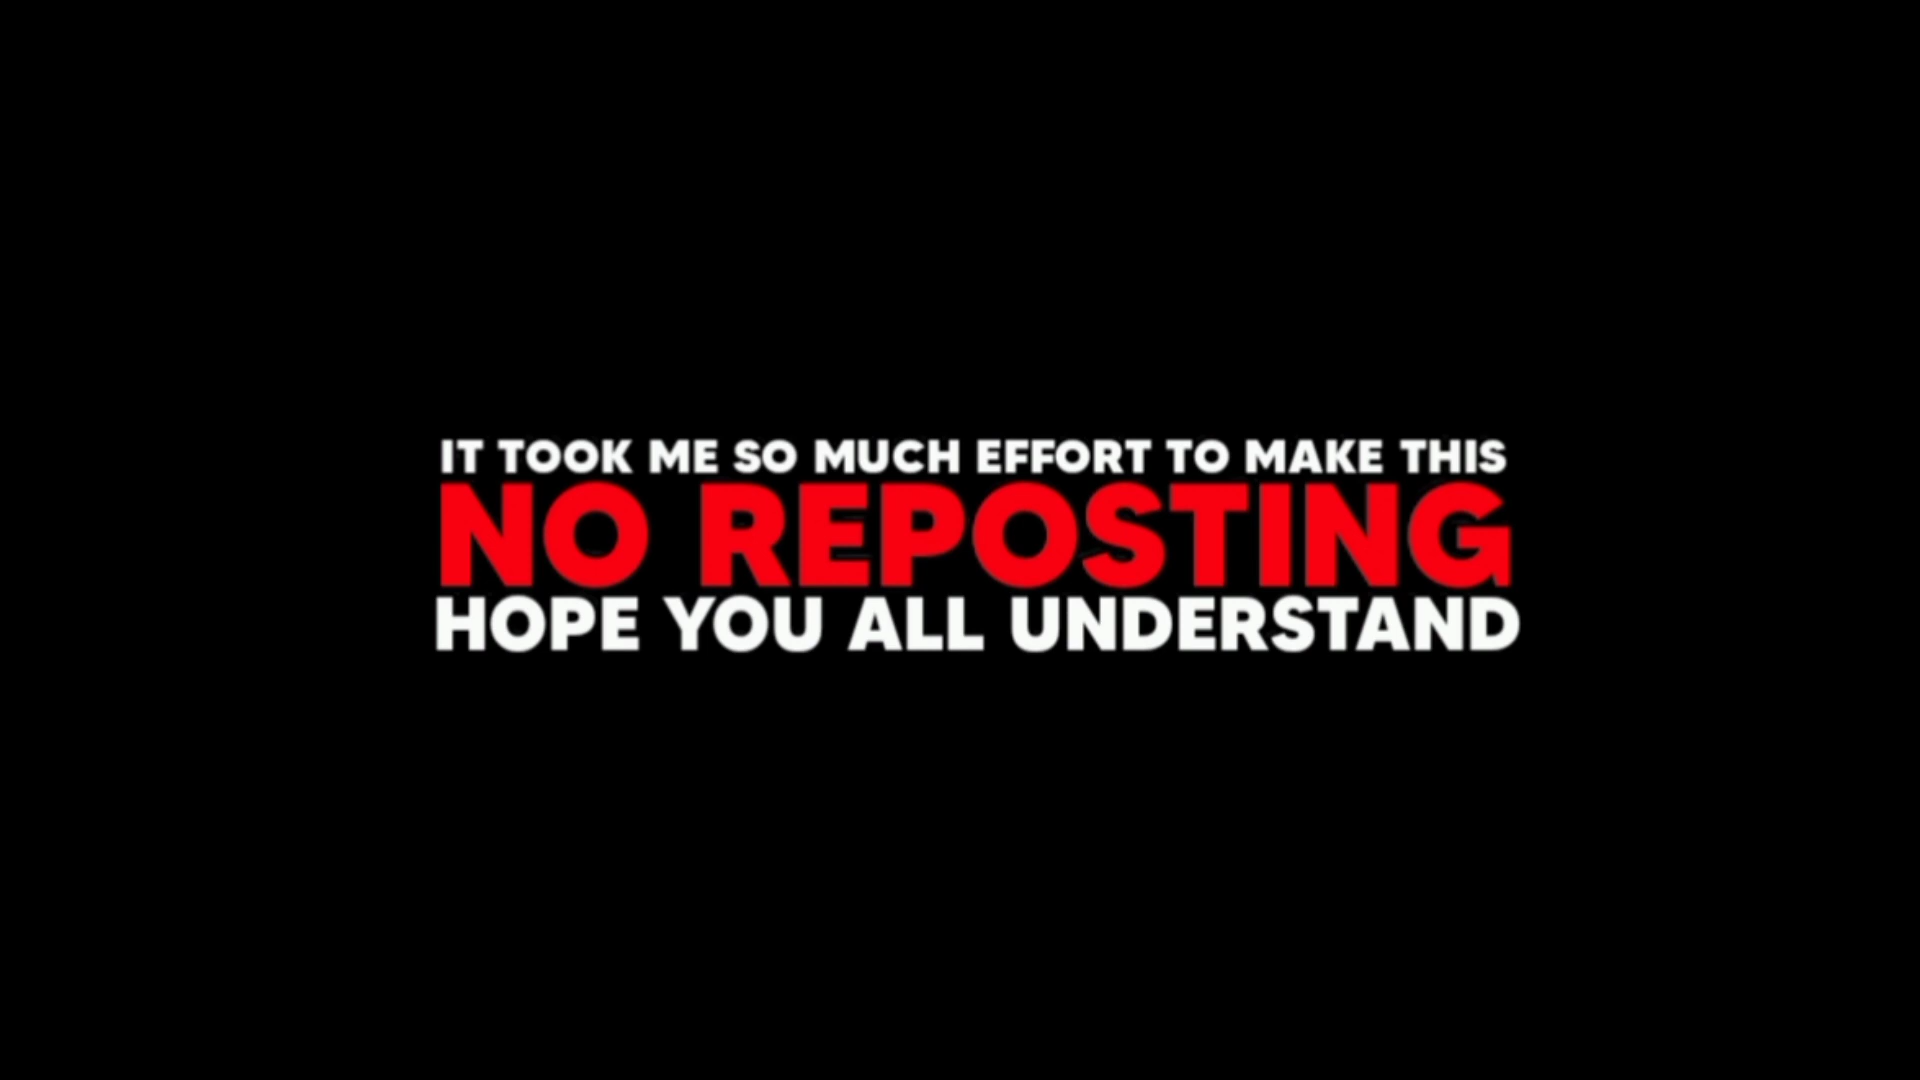 IT TOOK ME SO MUCH EFFORT TO MAKE THIS
NO REPOSTING
HOPE YOU ALL UNDERSTAND